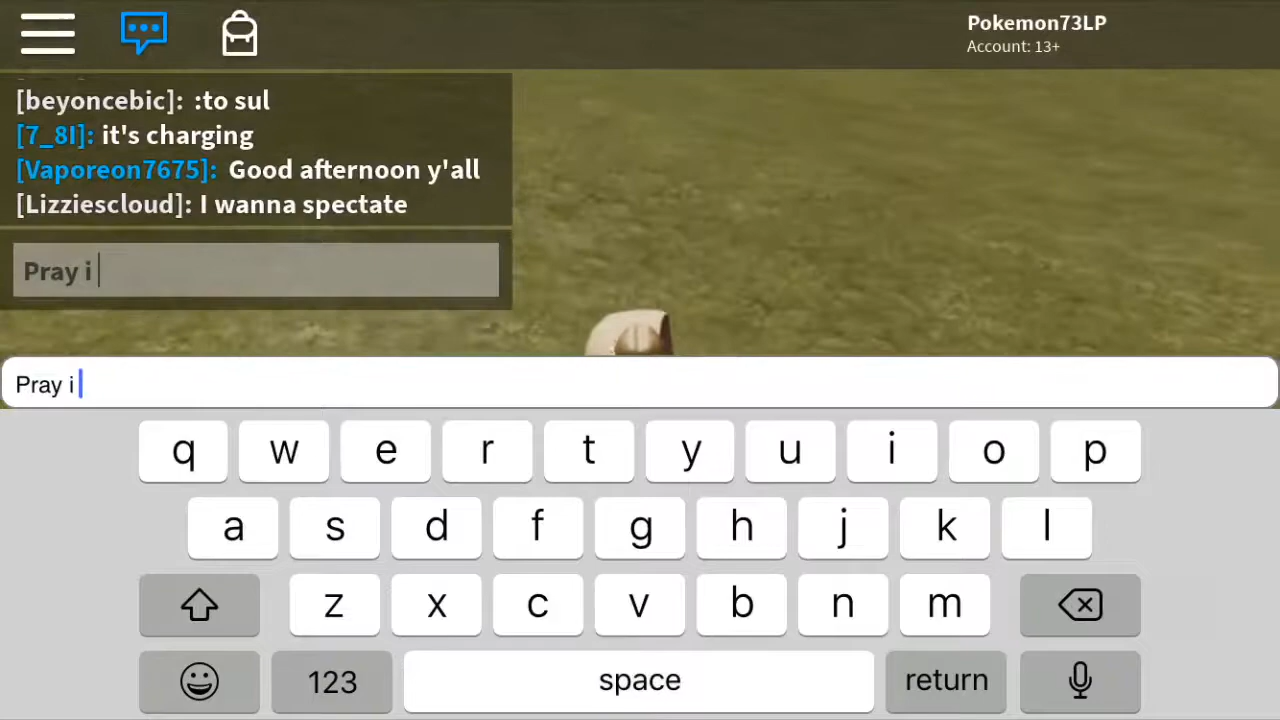 Pokemon73LP
Account: 13+
[beyoncebic]: :to sul
[7_8I]: it's charging
[Vaporeon7675]: Good afternoon y'all
[Lizziescloud]: I wanna spectate
Pray i
Pray i
q w e r t y u i o p
a s d f g h j k l
z x c v b n m
123 space return